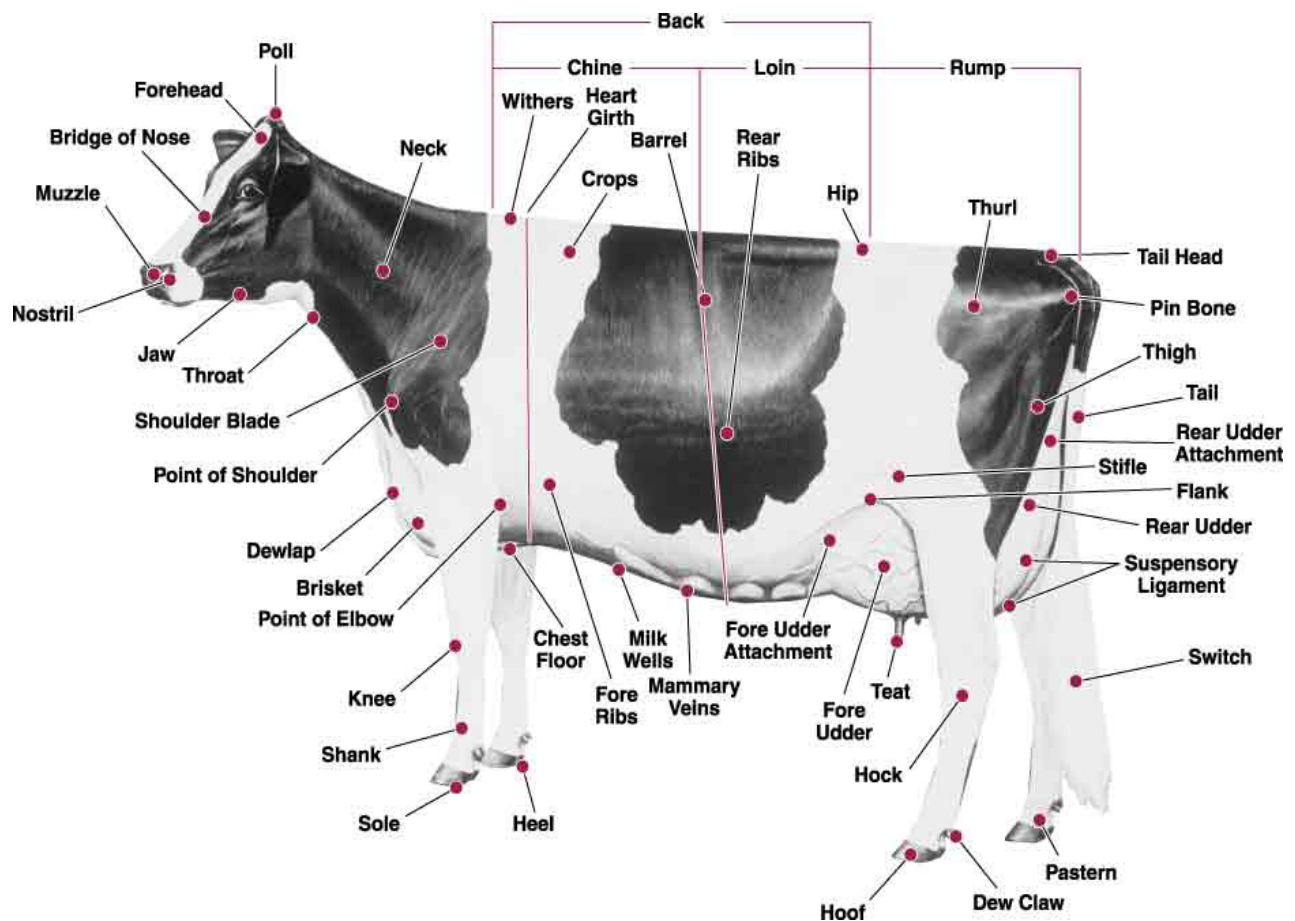 Back
Poll
Chine
Loin
Rump
Forehead
Withers
Heart
Girth
Bridge of Nose
Neck
Barrel
Rear
Ribs
Muzzle
Crops
Hip
Thurl
Tail Head
Nostril
Pin Bone
Jaw
Throat
Thigh
Shoulder Blade
Tail
Rear Udder
Attachment
Point of Shoulder
Stifle
Flank
Rear Udder
Dewlap
Brisket
Suspensory
Ligament
Point of Elbow
Chest
Floor
Milk
Wells
Fore Udder
Attachment
Switch
Knee
Fore
Ribs
Mammary
Veins
Teat
Fore
Udder
Shank
Hock
Sole
Heel
Pastern
Dew Claw
Hoof